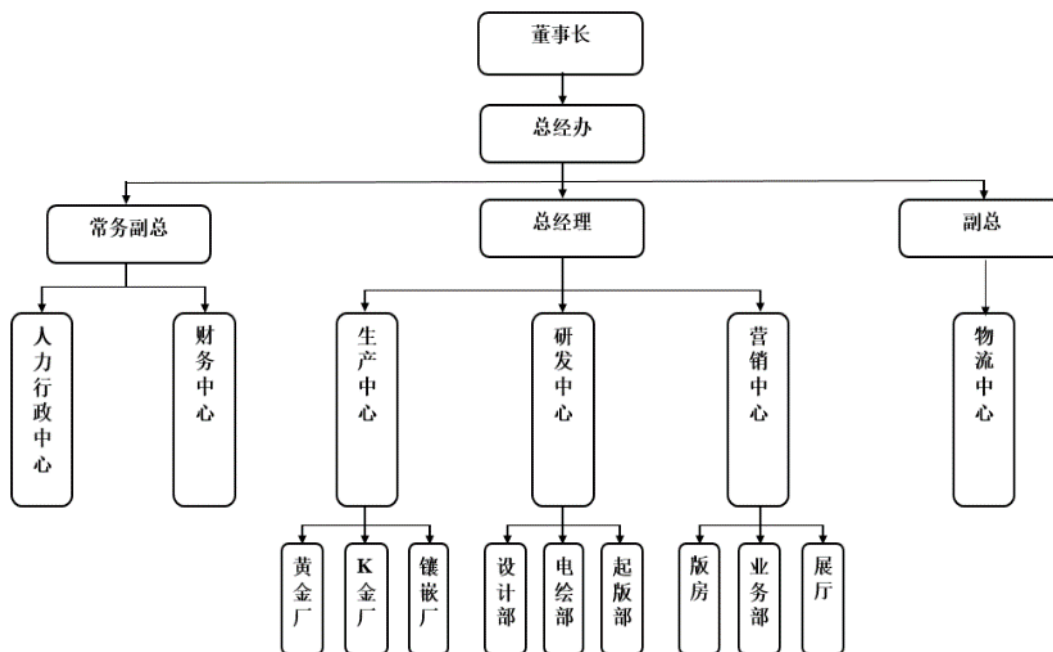 董事长
总经办
常务副总
总经理
副总
人力行政中心
财务中心
生产中心
研发中心
营销中心
物流中心
黄金厂
K金厂
镶嵌厂
设计部
电绘部
起版部
版房
业务部
展厅